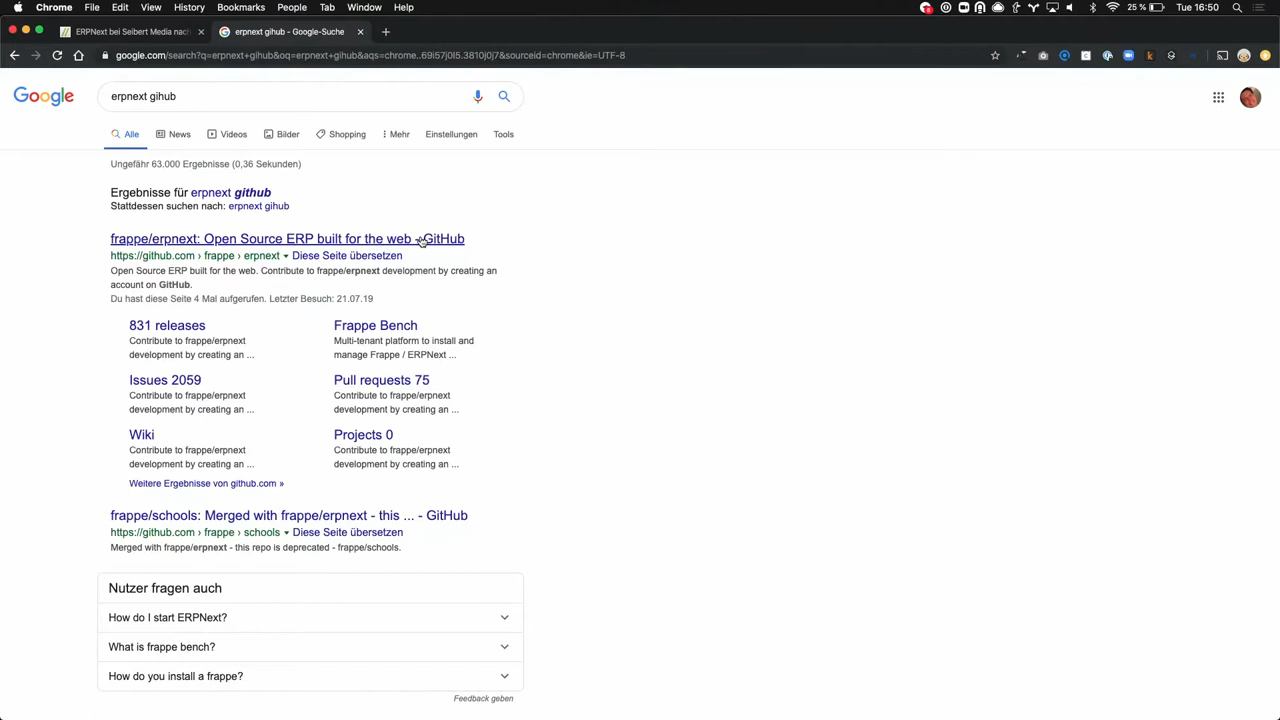 Chrome File Edit View History Bookmarks People Tab Window Help 8 25 % Tue 16:50
ERPNext bei Seibert Media nach
erpnext gihub - Google-Suche
google.com/search?q=erpnext+gihub&oq=erpnext+gihub&aqs=chrome..69i57j0l5.3810j0j7&sourceid=chrome&ie=UTF-8
Google
erpnext gihub
Alle News Videos Bilder Shopping Mehr Einstellungen Tools
Ungefähr 63.000 Ergebnisse (0,36 Sekunden)
Ergebnisse für erpnext github
Stattdessen suchen nach: erpnext gihub
frappe/erpnext: Open Source ERP built for the web - GitHub
https://github.com › frappe › erpnext ▾ Diese Seite übersetzen
Open Source ERP built for the web. Contribute to frappe/erpnext development by creating an
account on GitHub.
Du hast diese Seite 4 Mal aufgerufen. Letzter Besuch: 21.07.19
831 releases
Contribute to frappe/erpnext
development by creating an ...
Frappe Bench
Multi-tenant platform to install and
manage Frappe / ERPNext ...
Issues 2059
Contribute to frappe/erpnext
development by creating an ...
Pull requests 75
Contribute to frappe/erpnext
development by creating an ...
Wiki
Contribute to frappe/erpnext
development by creating an ...
Projects 0
Contribute to frappe/erpnext
development by creating an ...
Weitere Ergebnisse von github.com »
frappe/schools: Merged with frappe/erpnext - this ... - GitHub
https://github.com › frappe › schools ▾ Diese Seite übersetzen
Merged with frappe/erpnext - this repo is deprecated - frappe/schools.
Nutzer fragen auch
How do I start ERPNext?
What is frappe bench?
How do you install a frappe?
Feedback geben